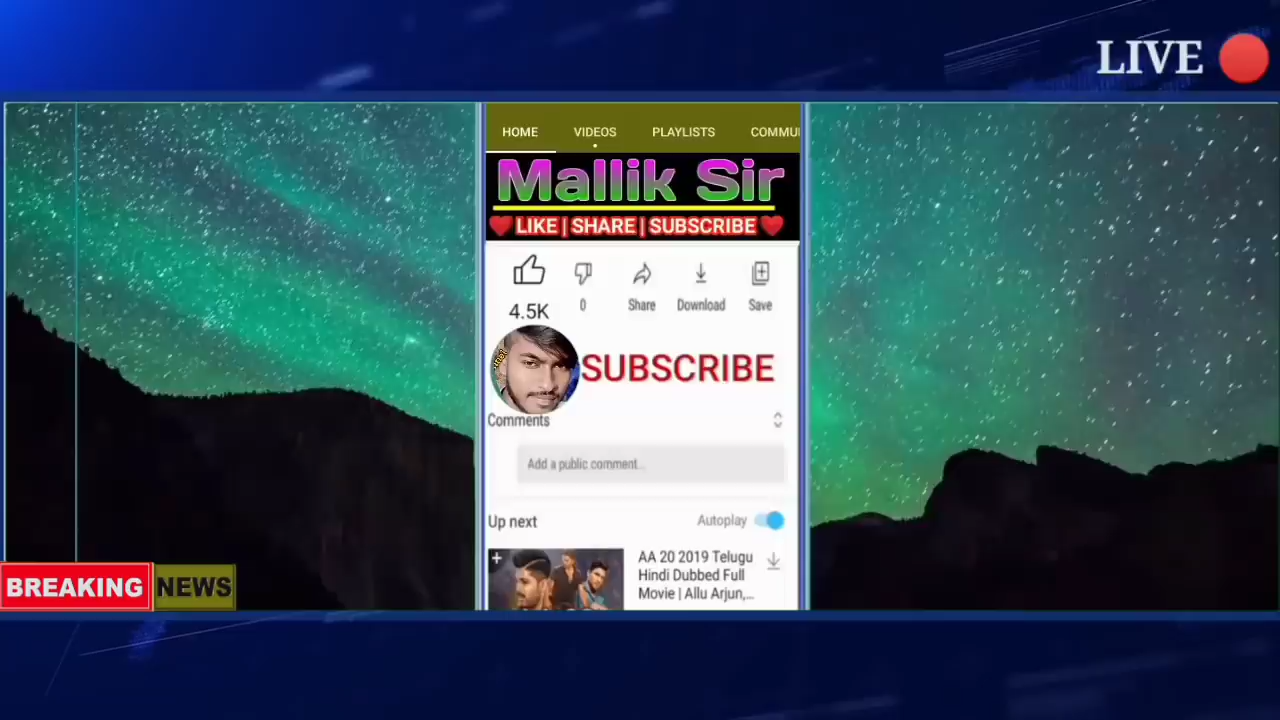 LIVE
HOME VIDEOS PLAYLISTS COMMU
Mallik Sir
LIKE | SHARE | SUBSCRIBE
4.5K 0 Share Download Save
SUBSCRIBE
Comments
Add a public comment...
Up next Autoplay
AA 20 2019 Telugu
Hindi Dubbed Full
Movie | Allu Arjun,...
BREAKING NEWS